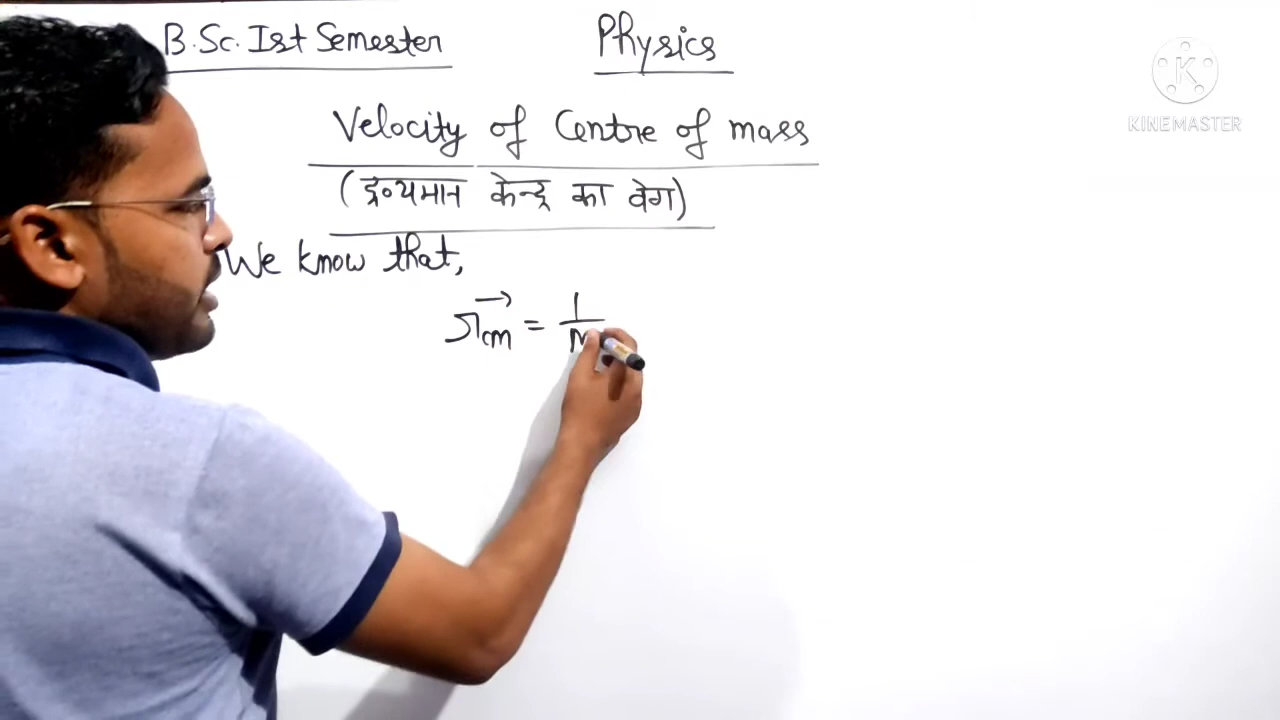 B.Sc. Ist Semester Physics
KINEMASTER
Velocity of Centre of mass
(द्रव्यमान केन्द्र का वेग)
We know that,
r⃗cm = 1/M